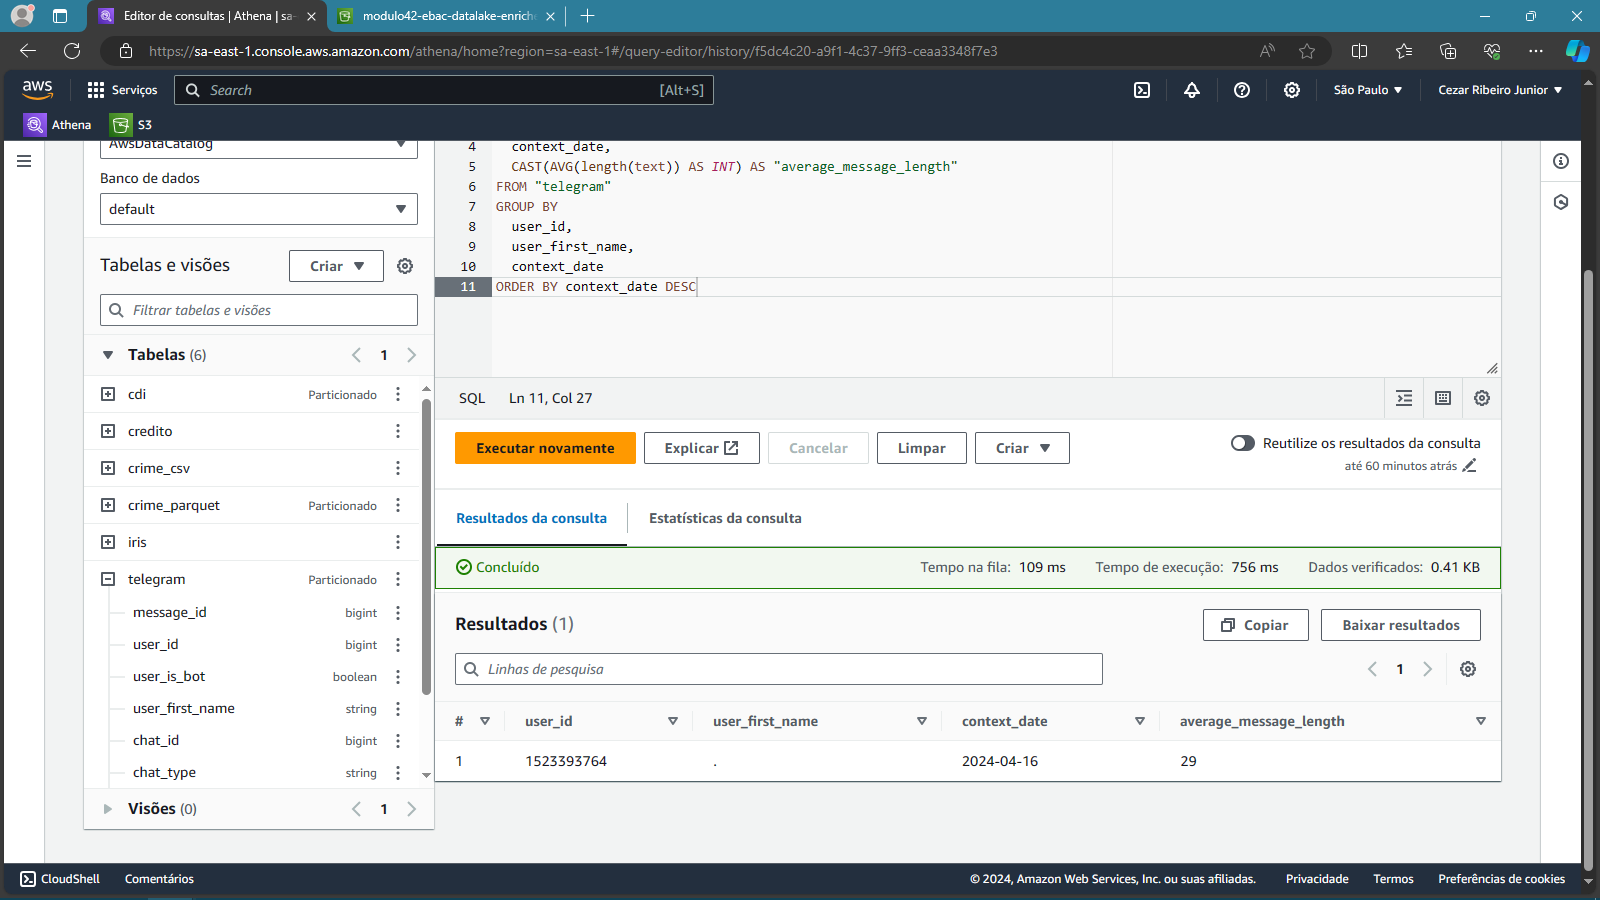 Editor de consultas | Athena | sa-
modulo42-ebac-datalake-enriche
https://sa-east-1.console.aws.amazon.com/athena/home?region=sa-east-1#/query-editor/history/f5dc4c20-a9f1-4c37-9ff3-ceaa3348f7e3
aws
Serviços
Search
[Alt+S]
São Paulo
Cezar Ribeiro Junior
Athena
S3
AwsDataCatalog
Banco de dados
default
Tabelas e visões
Criar
Filtrar tabelas e visões
Tabelas (6)
1
cdi
Particionado
credito
crime_csv
crime_parquet
Particionado
iris
telegram
Particionado
message_id
bigint
user_id
bigint
user_is_bot
boolean
user_first_name
string
chat_id
bigint
chat_type
string
Visões (0)
1
4 context_date,
5 CAST(AVG(length(text)) AS INT) AS "average_message_length"
6 FROM "telegram"
7 GROUP BY
8 user_id,
9 user_first_name,
10 context_date
11 ORDER BY context_date DESC
SQL
Ln 11, Col 27
Executar novamente
Explicar
Cancelar
Limpar
Criar
Reutilize os resultados da consulta
até 60 minutos atrás
Resultados da consulta
Estatísticas da consulta
Concluído
Tempo na fila: 109 ms
Tempo de execução: 756 ms
Dados verificados: 0.41 KB
Resultados (1)
Copiar
Baixar resultados
Linhas de pesquisa
1
# user_id user_first_name context_date average_message_length
1 1523393764 . 2024-04-16 29
CloudShell
Comentários
© 2024, Amazon Web Services, Inc. ou suas afiliadas.
Privacidade
Termos
Preferências de cookies